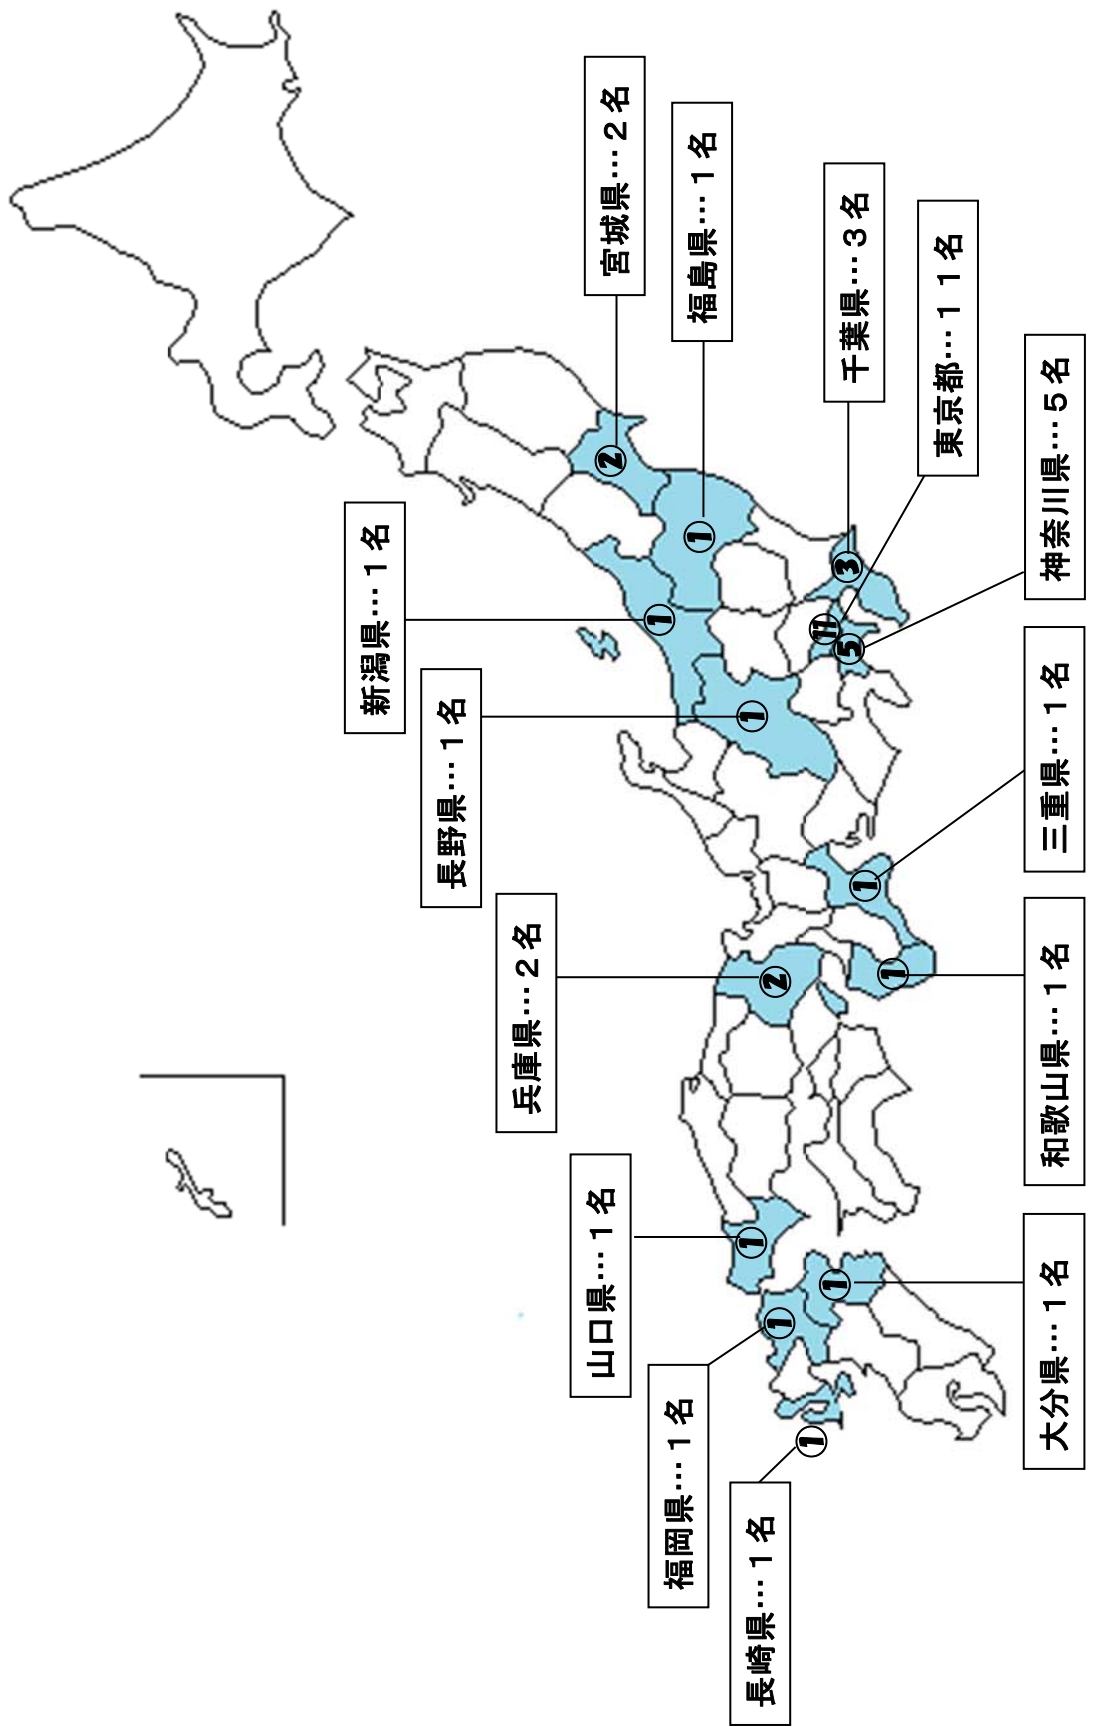 宮城県…２名
福島県…１名
千葉県…３名
東京都…１１名
神奈川県…５名
新潟県…１名
長野県…１名
三重県…１名
兵庫県…２名
和歌山県…１名
山口県…１名
福岡県…１名
大分県…１名
長崎県…１名
2
1
3
11
5
1
1
1
2
1
1
1
1
1